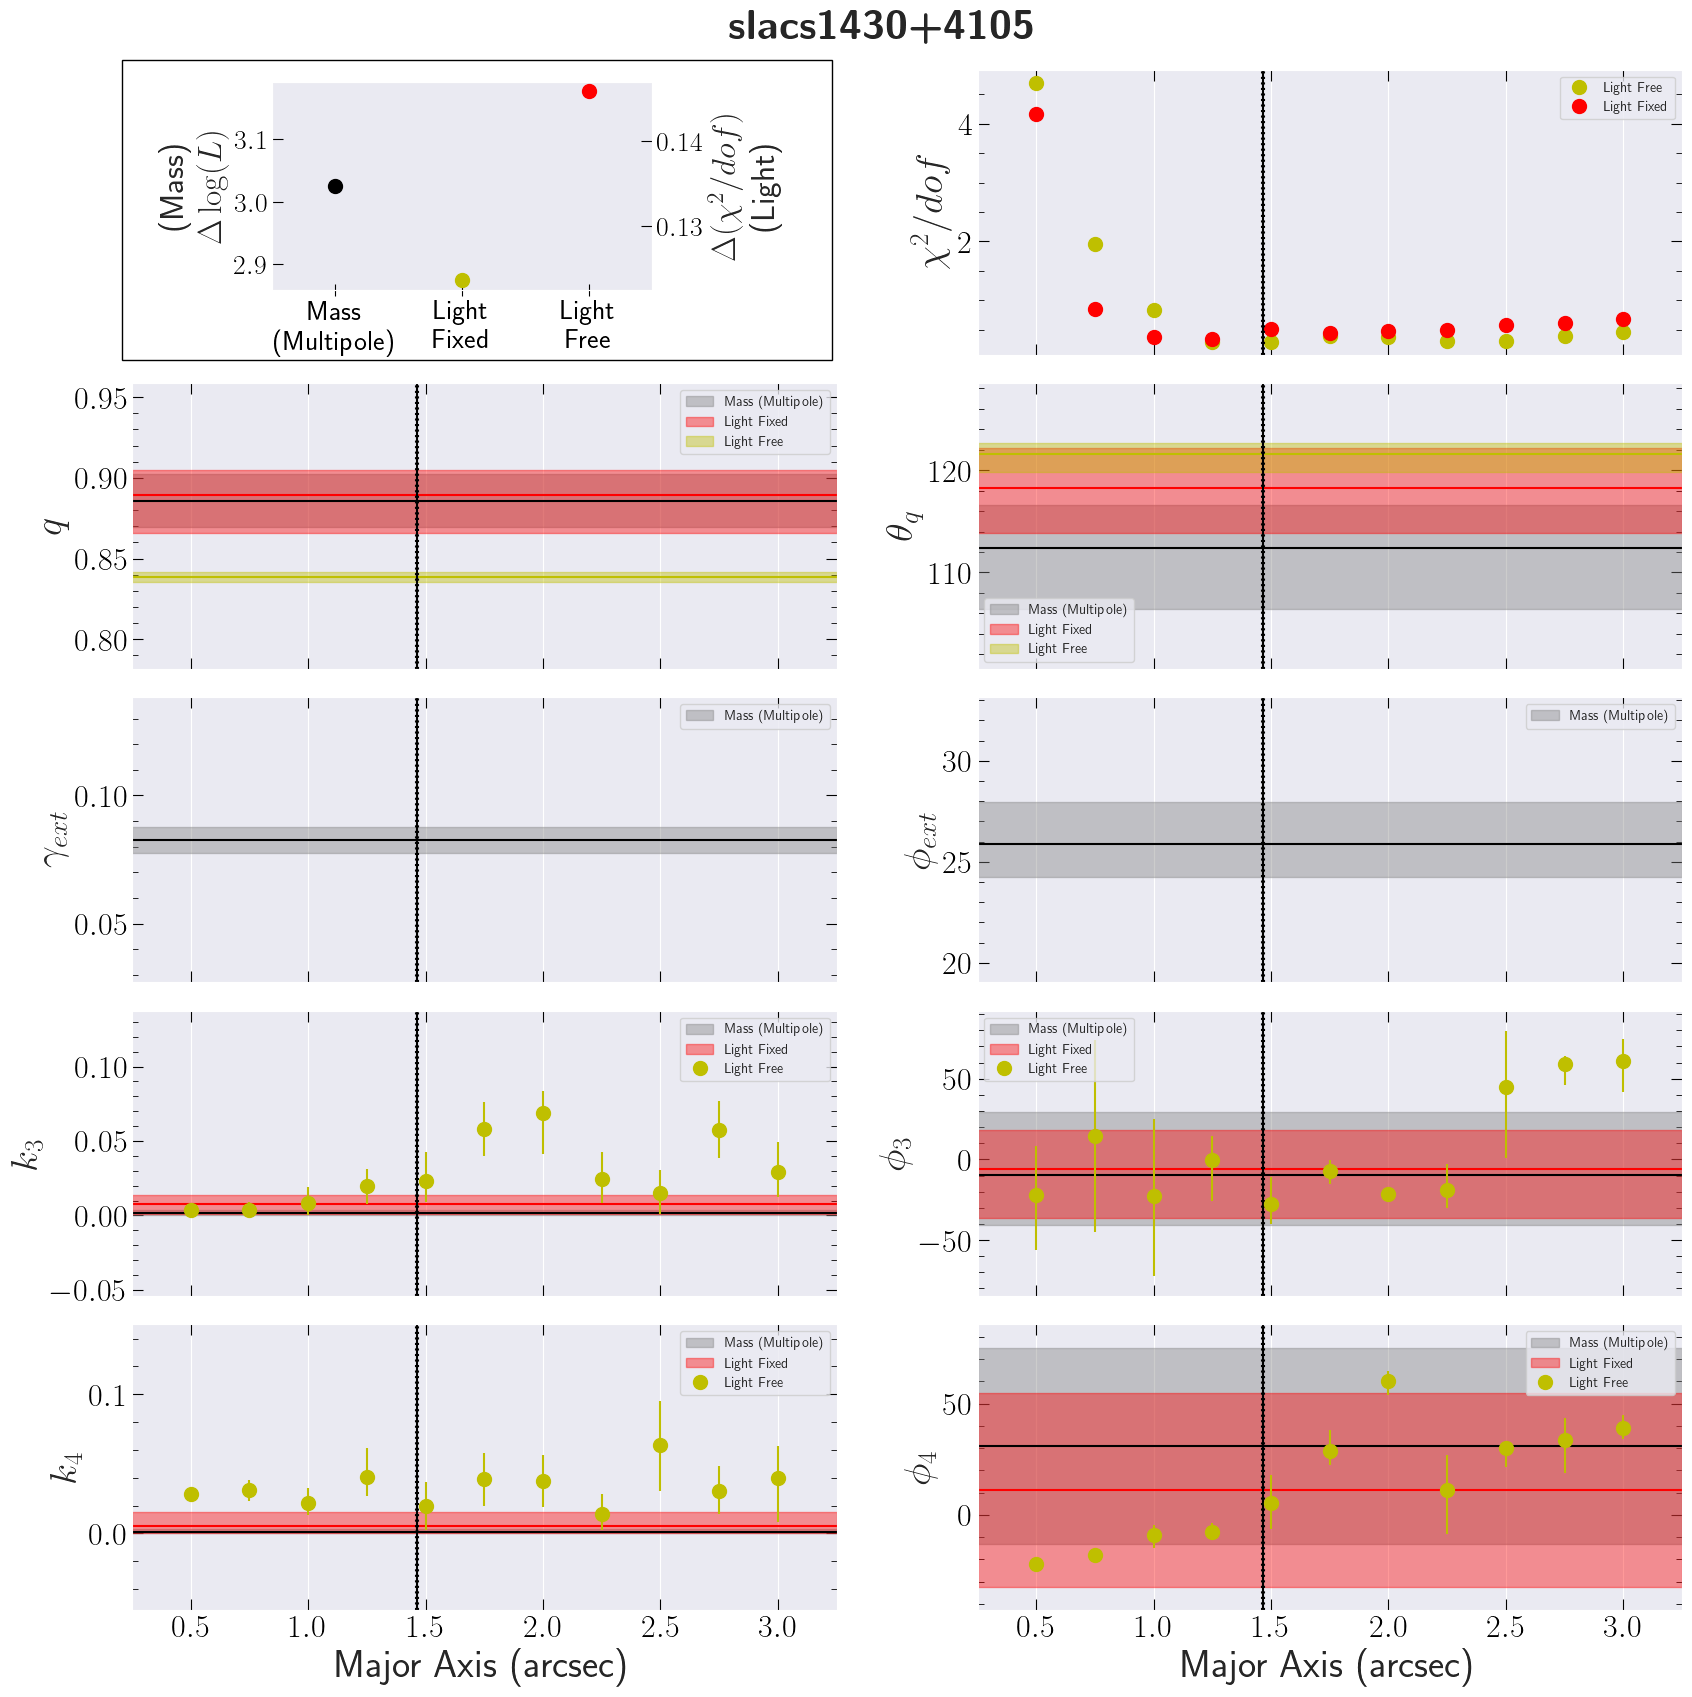 slacs1430+4105
(Mass)
Δ log(L)
3.1
3.0
2.9
0.14
0.13
Δ(χ²/dof)
(Light)
Mass
(Multipole)
Light
Fixed
Light
Free
χ²/dof
4
2
Light Free
Light Fixed
q
0.95
0.90
0.85
0.80
Mass (Multipole)
Light Fixed
Light Free
θ_q
120
110
Mass (Multipole)
Light Fixed
Light Free
γ_ext
0.10
0.05
Mass (Multipole)
φ_ext
30
25
20
Mass (Multipole)
k₃
0.10
0.05
0.00
−0.05
Mass (Multipole)
Light Fixed
Light Free
ϕ₃
50
0
−50
Mass (Multipole)
Light Fixed
Light Free
k₄
0.1
0.0
Mass (Multipole)
Light Fixed
Light Free
0.5 1.0 1.5 2.0 2.5 3.0
Major Axis (arcsec)
ϕ₄
50
0
Mass (Multipole)
Light Fixed
Light Free
0.5 1.0 1.5 2.0 2.5 3.0
Major Axis (arcsec)